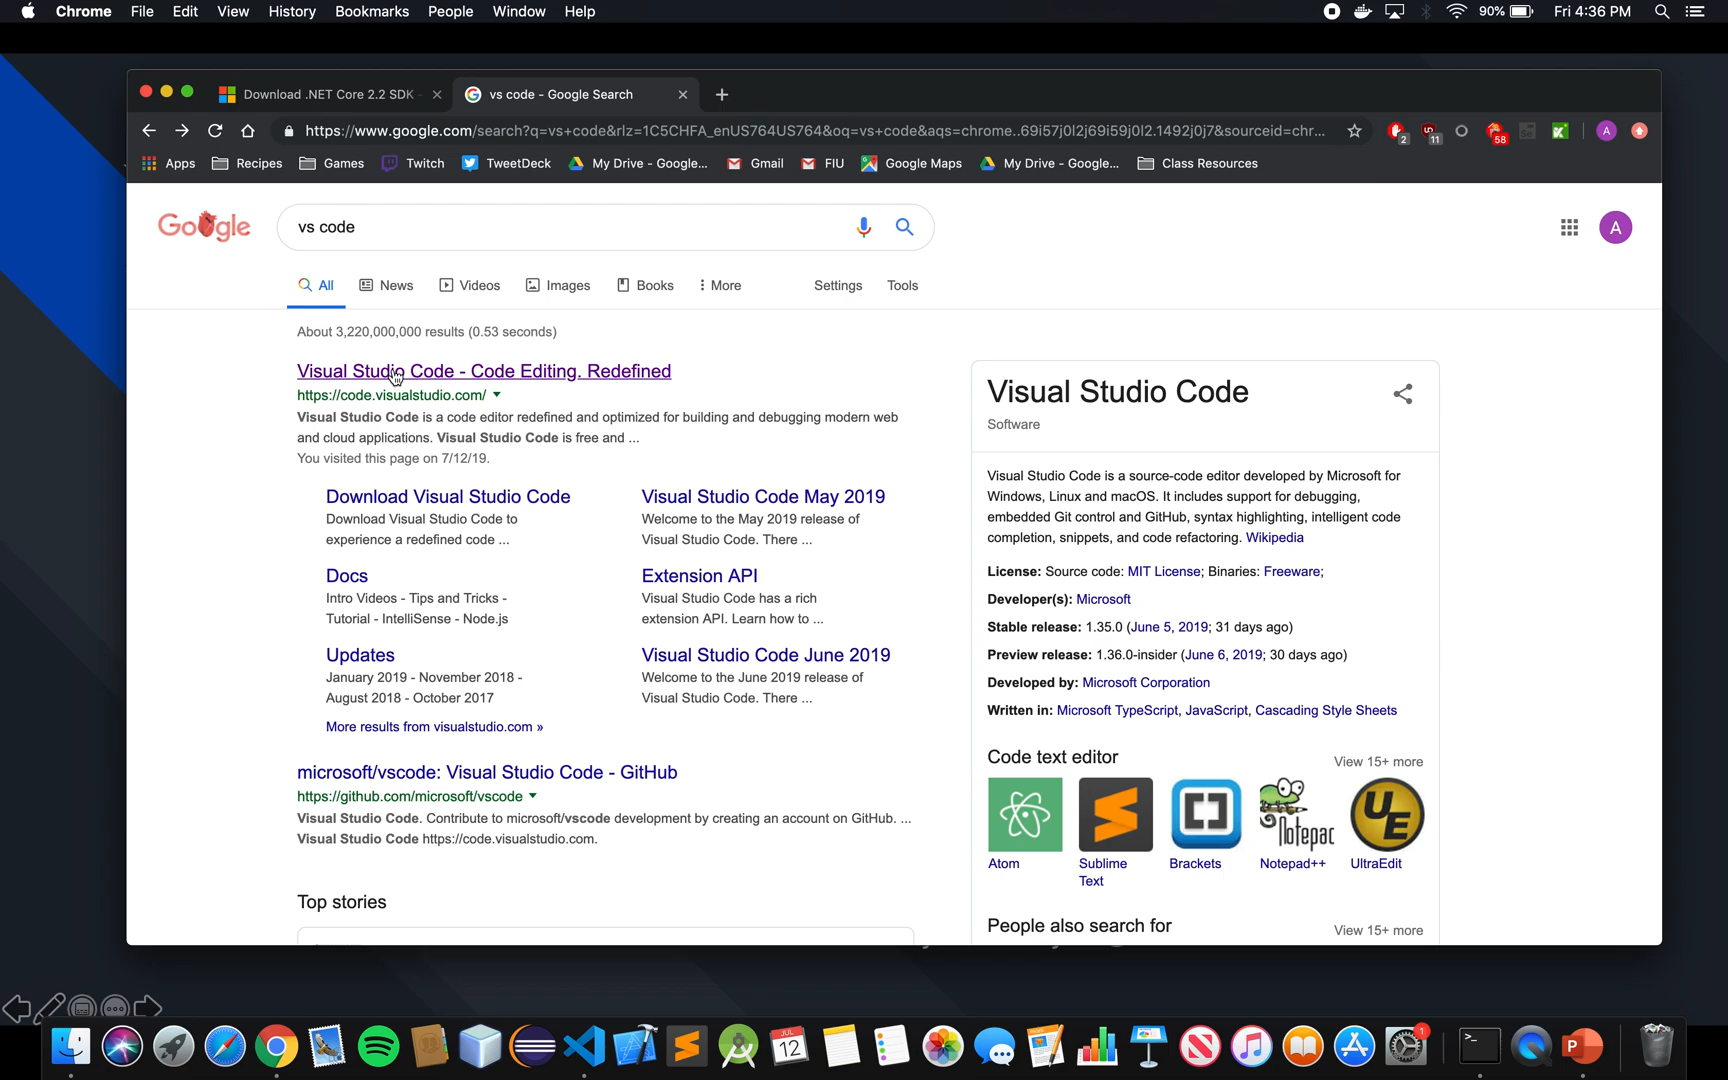 Chrome File Edit View History Bookmarks People Window Help 90% Fri 4:36 PM
Download .NET Core 2.2 SDK - vs code - Google Search
https://www.google.com/search?q=vs+code&rlz=1C5CHFA_enUS764US764&oq=vs+code&aqs=chrome..69i57j0l2j69i59j0l2.1492j0j7&sourceid=chr... 2 11 58 A
Apps Recipes Games Twitch TweetDeck My Drive - Google... Gmail FIU Google Maps My Drive - Google... Class Resources
Google vs code A
All News Videos Images Books More Settings Tools
About 3,220,000,000 results (0.53 seconds)
Visual Studio Code - Code Editing. Redefined
https://code.visualstudio.com/
Visual Studio Code is a code editor redefined and optimized for building and debugging modern web
and cloud applications. Visual Studio Code is free and ...
You visited this page on 7/12/19.
Download Visual Studio Code
Download Visual Studio Code to
experience a redefined code ...
Visual Studio Code May 2019
Welcome to the May 2019 release of
Visual Studio Code. There ...
Docs
Intro Videos - Tips and Tricks -
Tutorial - IntelliSense - Node.js
Extension API
Visual Studio Code has a rich
extension API. Learn how to ...
Updates
January 2019 - November 2018 -
August 2018 - October 2017
Visual Studio Code June 2019
Welcome to the June 2019 release of
Visual Studio Code. There ...
More results from visualstudio.com »
microsoft/vscode: Visual Studio Code - GitHub
https://github.com/microsoft/vscode
Visual Studio Code. Contribute to microsoft/vscode development by creating an account on GitHub. ...
Visual Studio Code https://code.visualstudio.com.
Top stories
Visual Studio Code
Software
Visual Studio Code is a source-code editor developed by Microsoft for
Windows, Linux and macOS. It includes support for debugging,
embedded Git control and GitHub, syntax highlighting, intelligent code
completion, snippets, and code refactoring. Wikipedia
License: Source code: MIT License; Binaries: Freeware;
Developer(s): Microsoft
Stable release: 1.35.0 (June 5, 2019; 31 days ago)
Preview release: 1.36.0-insider (June 6, 2019; 30 days ago)
Developed by: Microsoft Corporation
Written in: Microsoft TypeScript, JavaScript, Cascading Style Sheets
Code text editor View 15+ more
Notepad UE
Atom Sublime Brackets Notepad++ UltraEdit
Text
People also search for View 15+ more
JUL
12
1
P